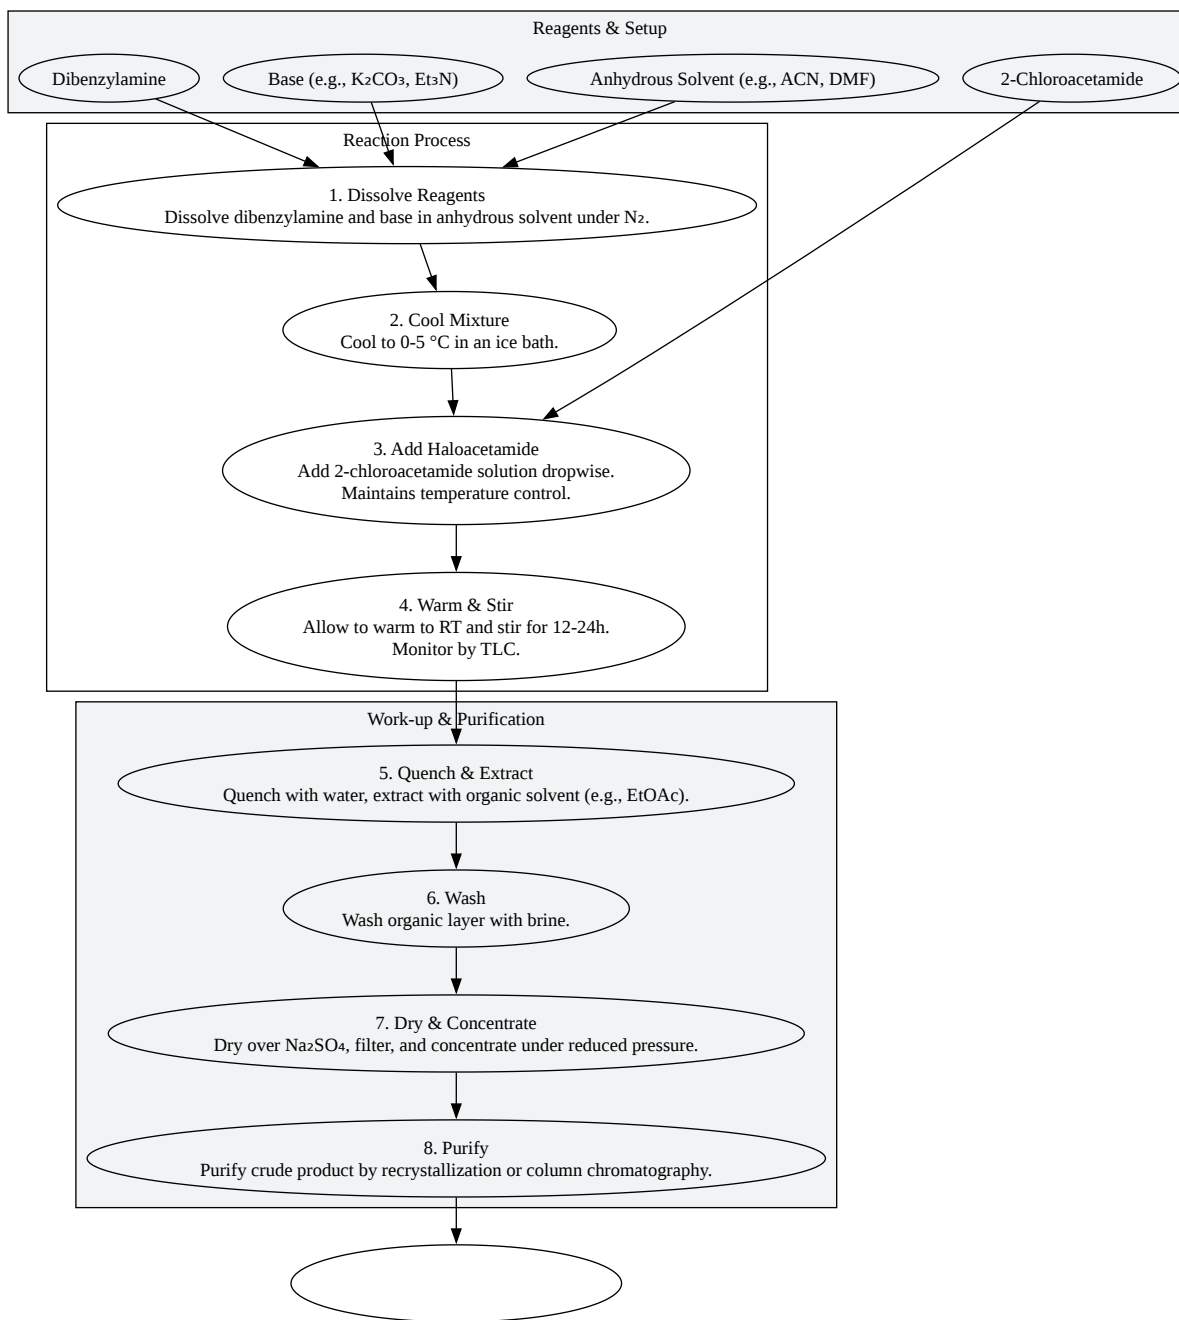 Reagents & Setup
Dibenzylamine
Base (e.g., K₂CO₃, Et₃N)
Anhydrous Solvent (e.g., ACN, DMF)
2-Chloroacetamide
Reaction Process
1. Dissolve Reagents
Dissolve dibenzylamine and base in anhydrous solvent under N₂.
2. Cool Mixture
Cool to 0-5 °C in an ice bath.
3. Add Haloacetamide
Add 2-chloroacetamide solution dropwise.
Maintains temperature control.
4. Warm & Stir
Allow to warm to RT and stir for 12-24h.
Monitor by TLC.
Work-up & Purification
5. Quench & Extract
Quench with water, extract with organic solvent (e.g., EtOAc).
6. Wash
Wash organic layer with brine.
7. Dry & Concentrate
Dry over Na₂SO₄, filter, and concentrate under reduced pressure.
8. Purify
Purify crude product by recrystallization or column chromatography.